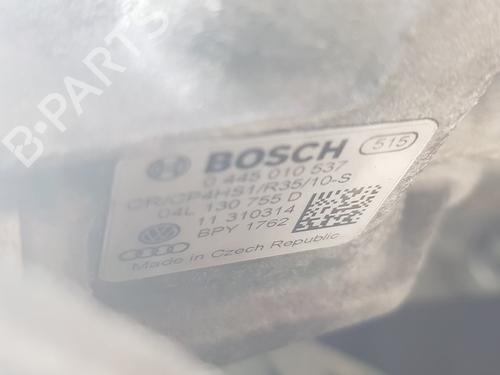 B-PARTS
BOSCH 515
0 445 010 537
CR/CP4HS1/R35/10-S
04L 130 755 D
11 310314
BPY 1762
Made in Czech Republic